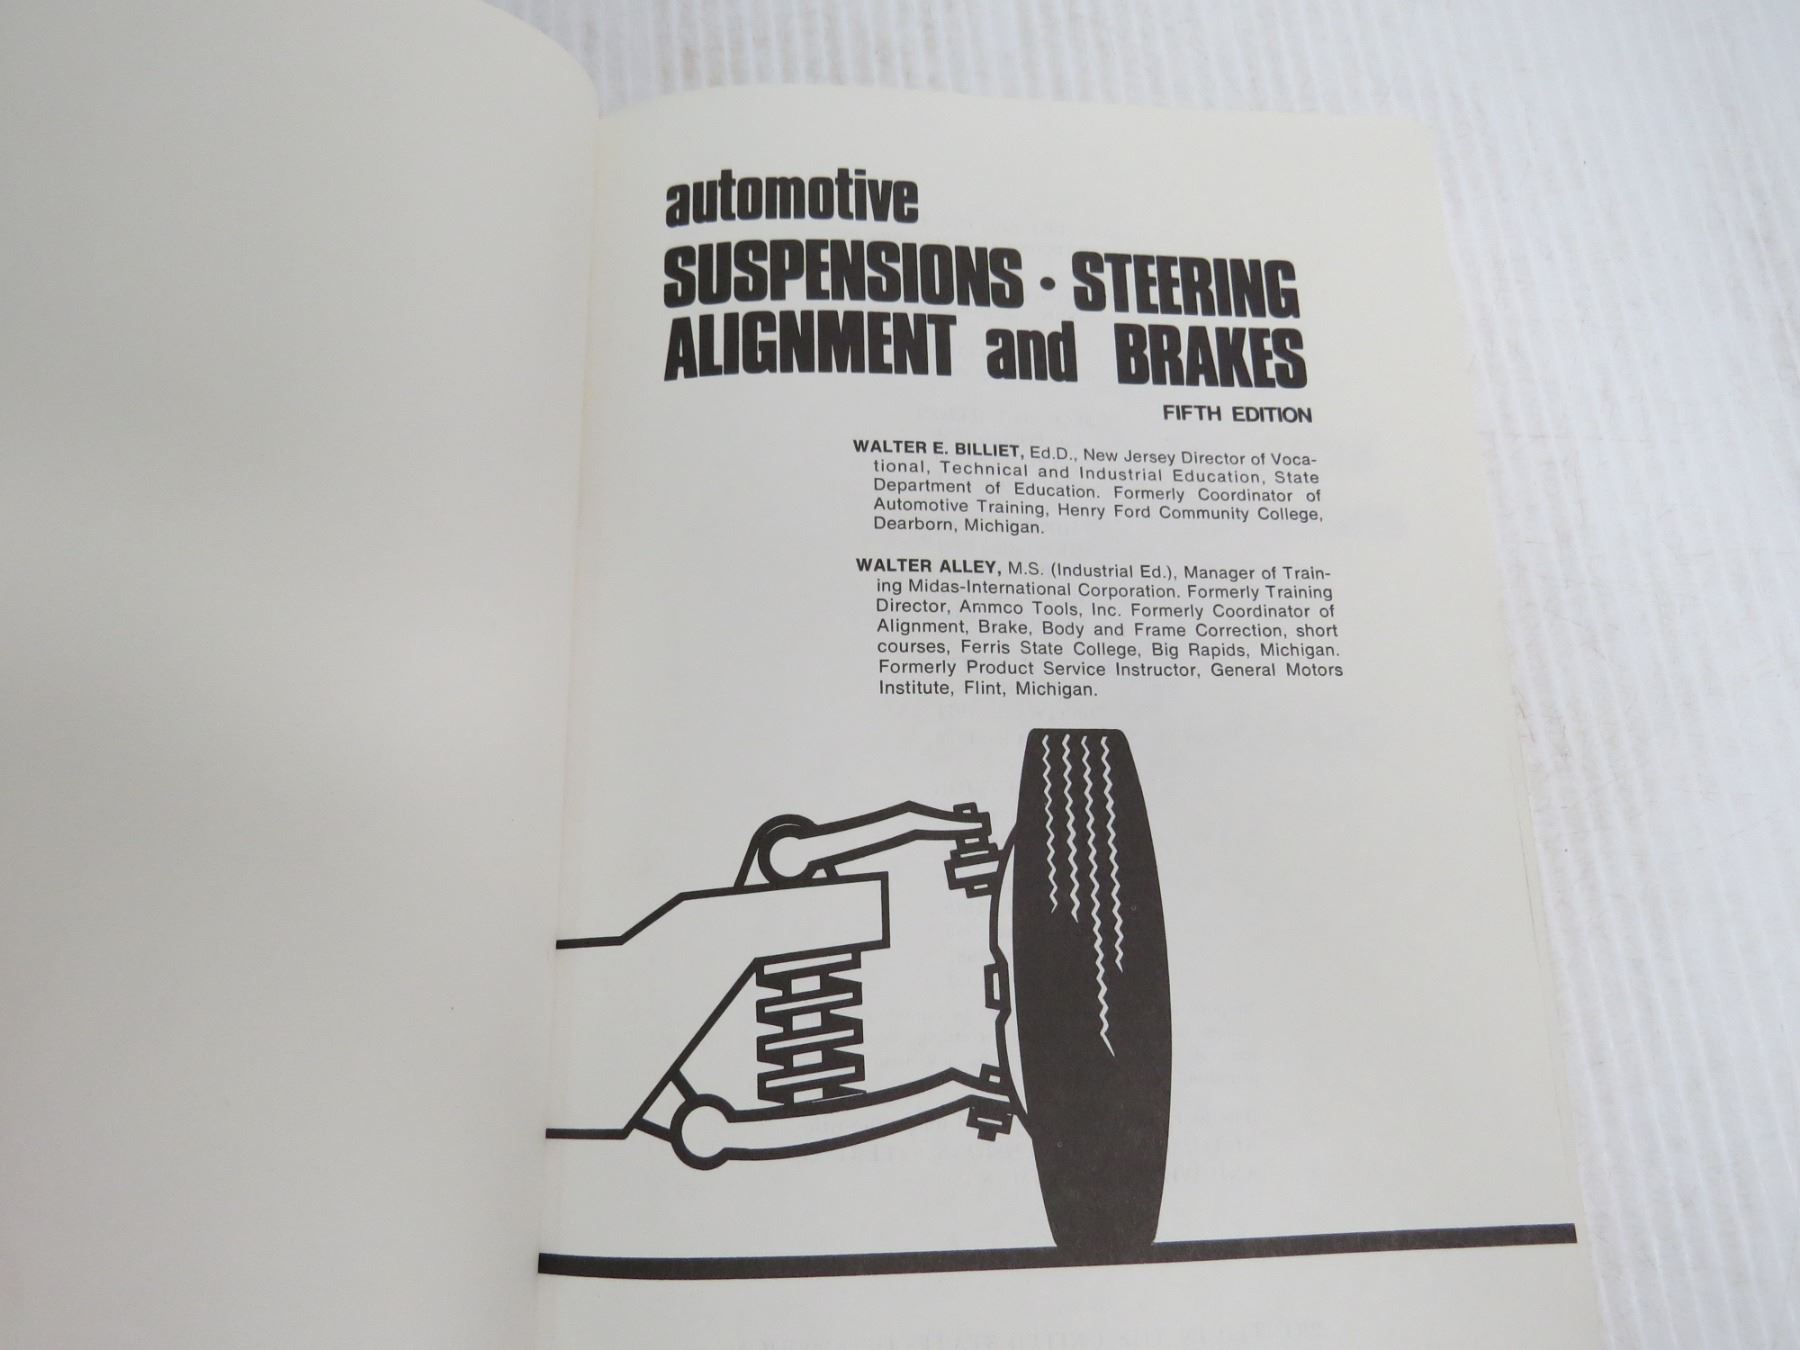 automotive
SUSPENSIONS • STEERING
ALIGNMENT and BRAKES
FIFTH EDITION
WALTER E. BILLIET, Ed.D., New Jersey Director of Voca-
tional, Technical and Industrial Education, State
Department of Education. Formerly Coordinator of
Automotive Training, Henry Ford Community College,
Dearborn, Michigan.
WALTER ALLEY, M.S. (Industrial Ed.), Manager of Train-
ing Midas-International Corporation. Formerly Training
Director, Ammco Tools, Inc. Formerly Coordinator of
Alignment, Brake, Body and Frame Correction, short
courses, Ferris State College, Big Rapids, Michigan.
Formerly Product Service Instructor, General Motors
Institute, Flint, Michigan.